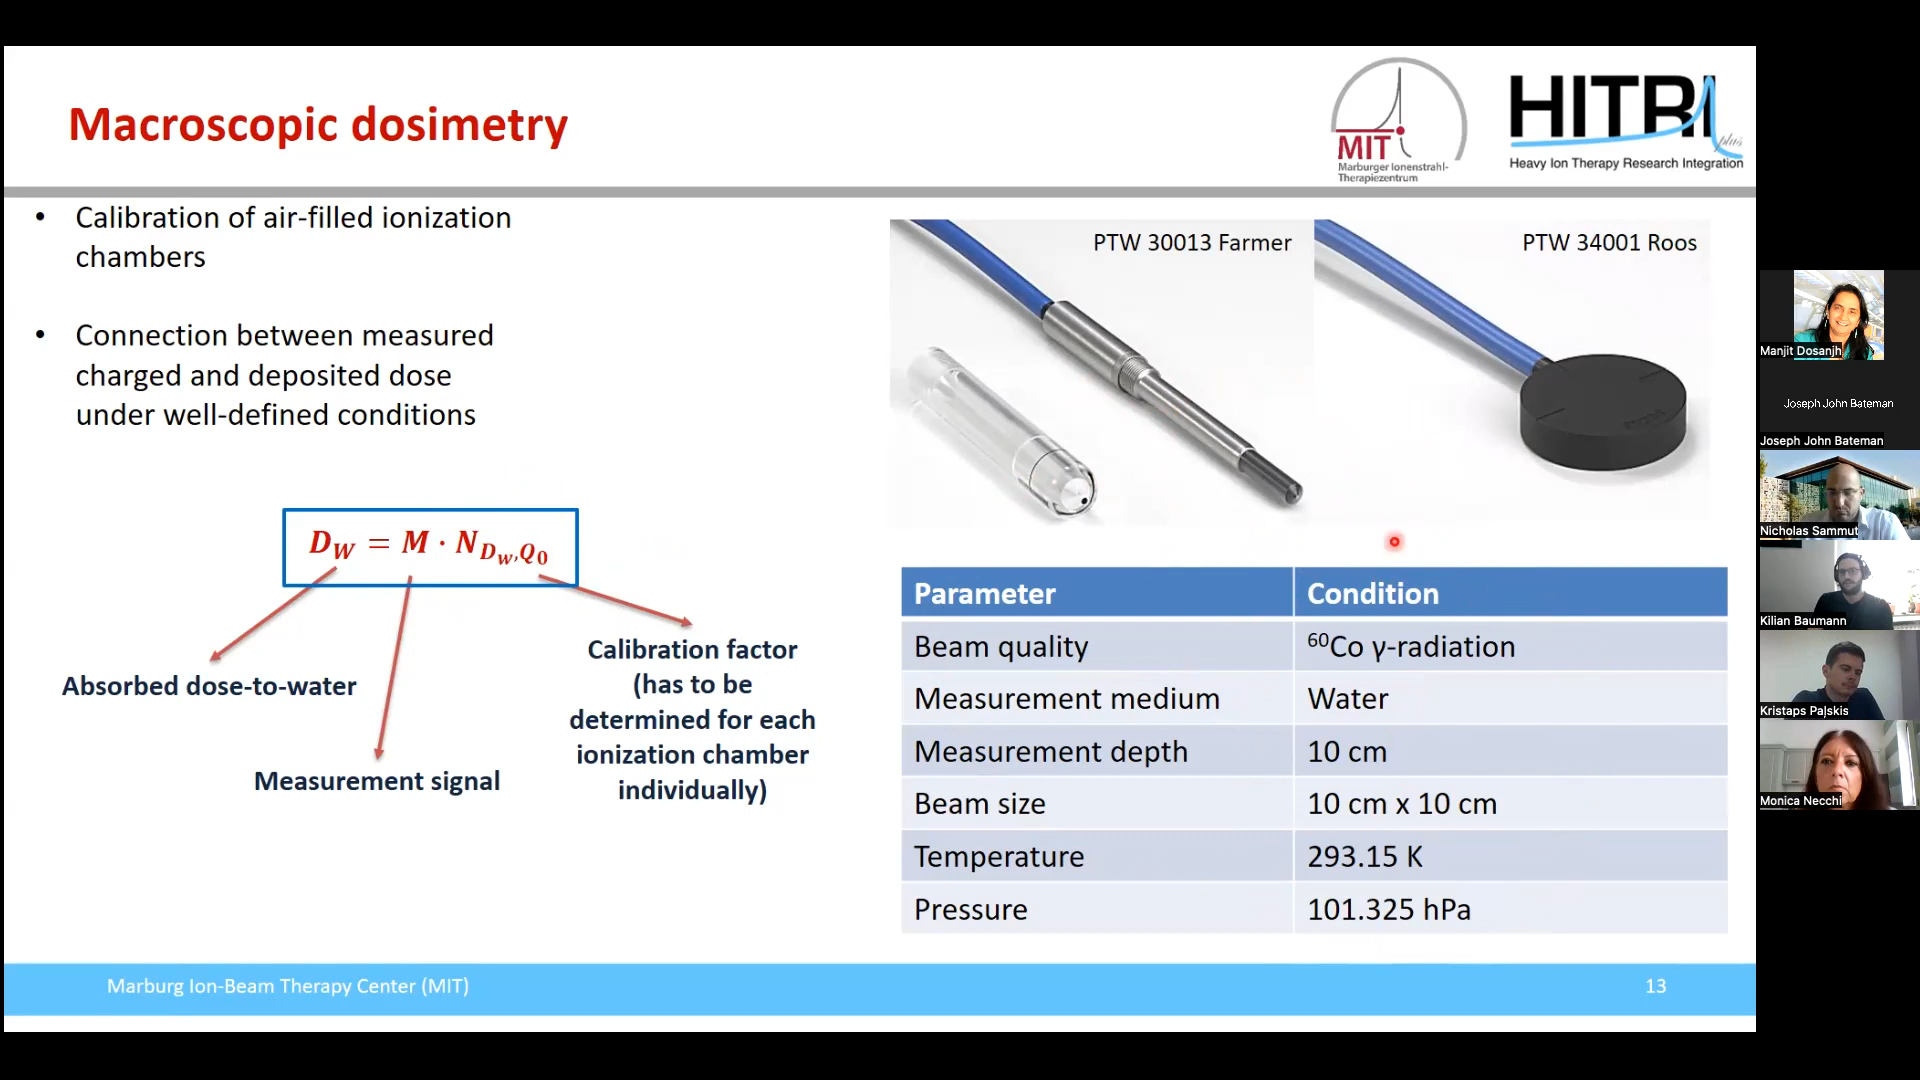 Macroscopic dosimetry
MIT
Marburger Ionenstrahl-
Therapiezentrum
HITRI plus
Heavy Ion Therapy Research Integration
• Calibration of air-filled ionization
chambers
• Connection between measured
charged and deposited dose
under well-defined conditions
D_W = M · N_{D_w,Q_0}
Absorbed dose-to-water
Measurement signal
Calibration factor
(has to be
determined for each
ionization chamber
individually)
PTW 30013 Farmer
PTW 34001 Roos
Parameter Condition
Beam quality ⁶⁰Co γ-radiation
Measurement medium Water
Measurement depth 10 cm
Beam size 10 cm x 10 cm
Temperature 293.15 K
Pressure 101.325 hPa
Marburg Ion-Beam Therapy Center (MIT)
13
Manjit Dosanjh
Joseph John Bateman
Joseph John Bateman
Nicholas Sammut
Kilian Baumann
Kristaps Paļskis
Monica Necchi